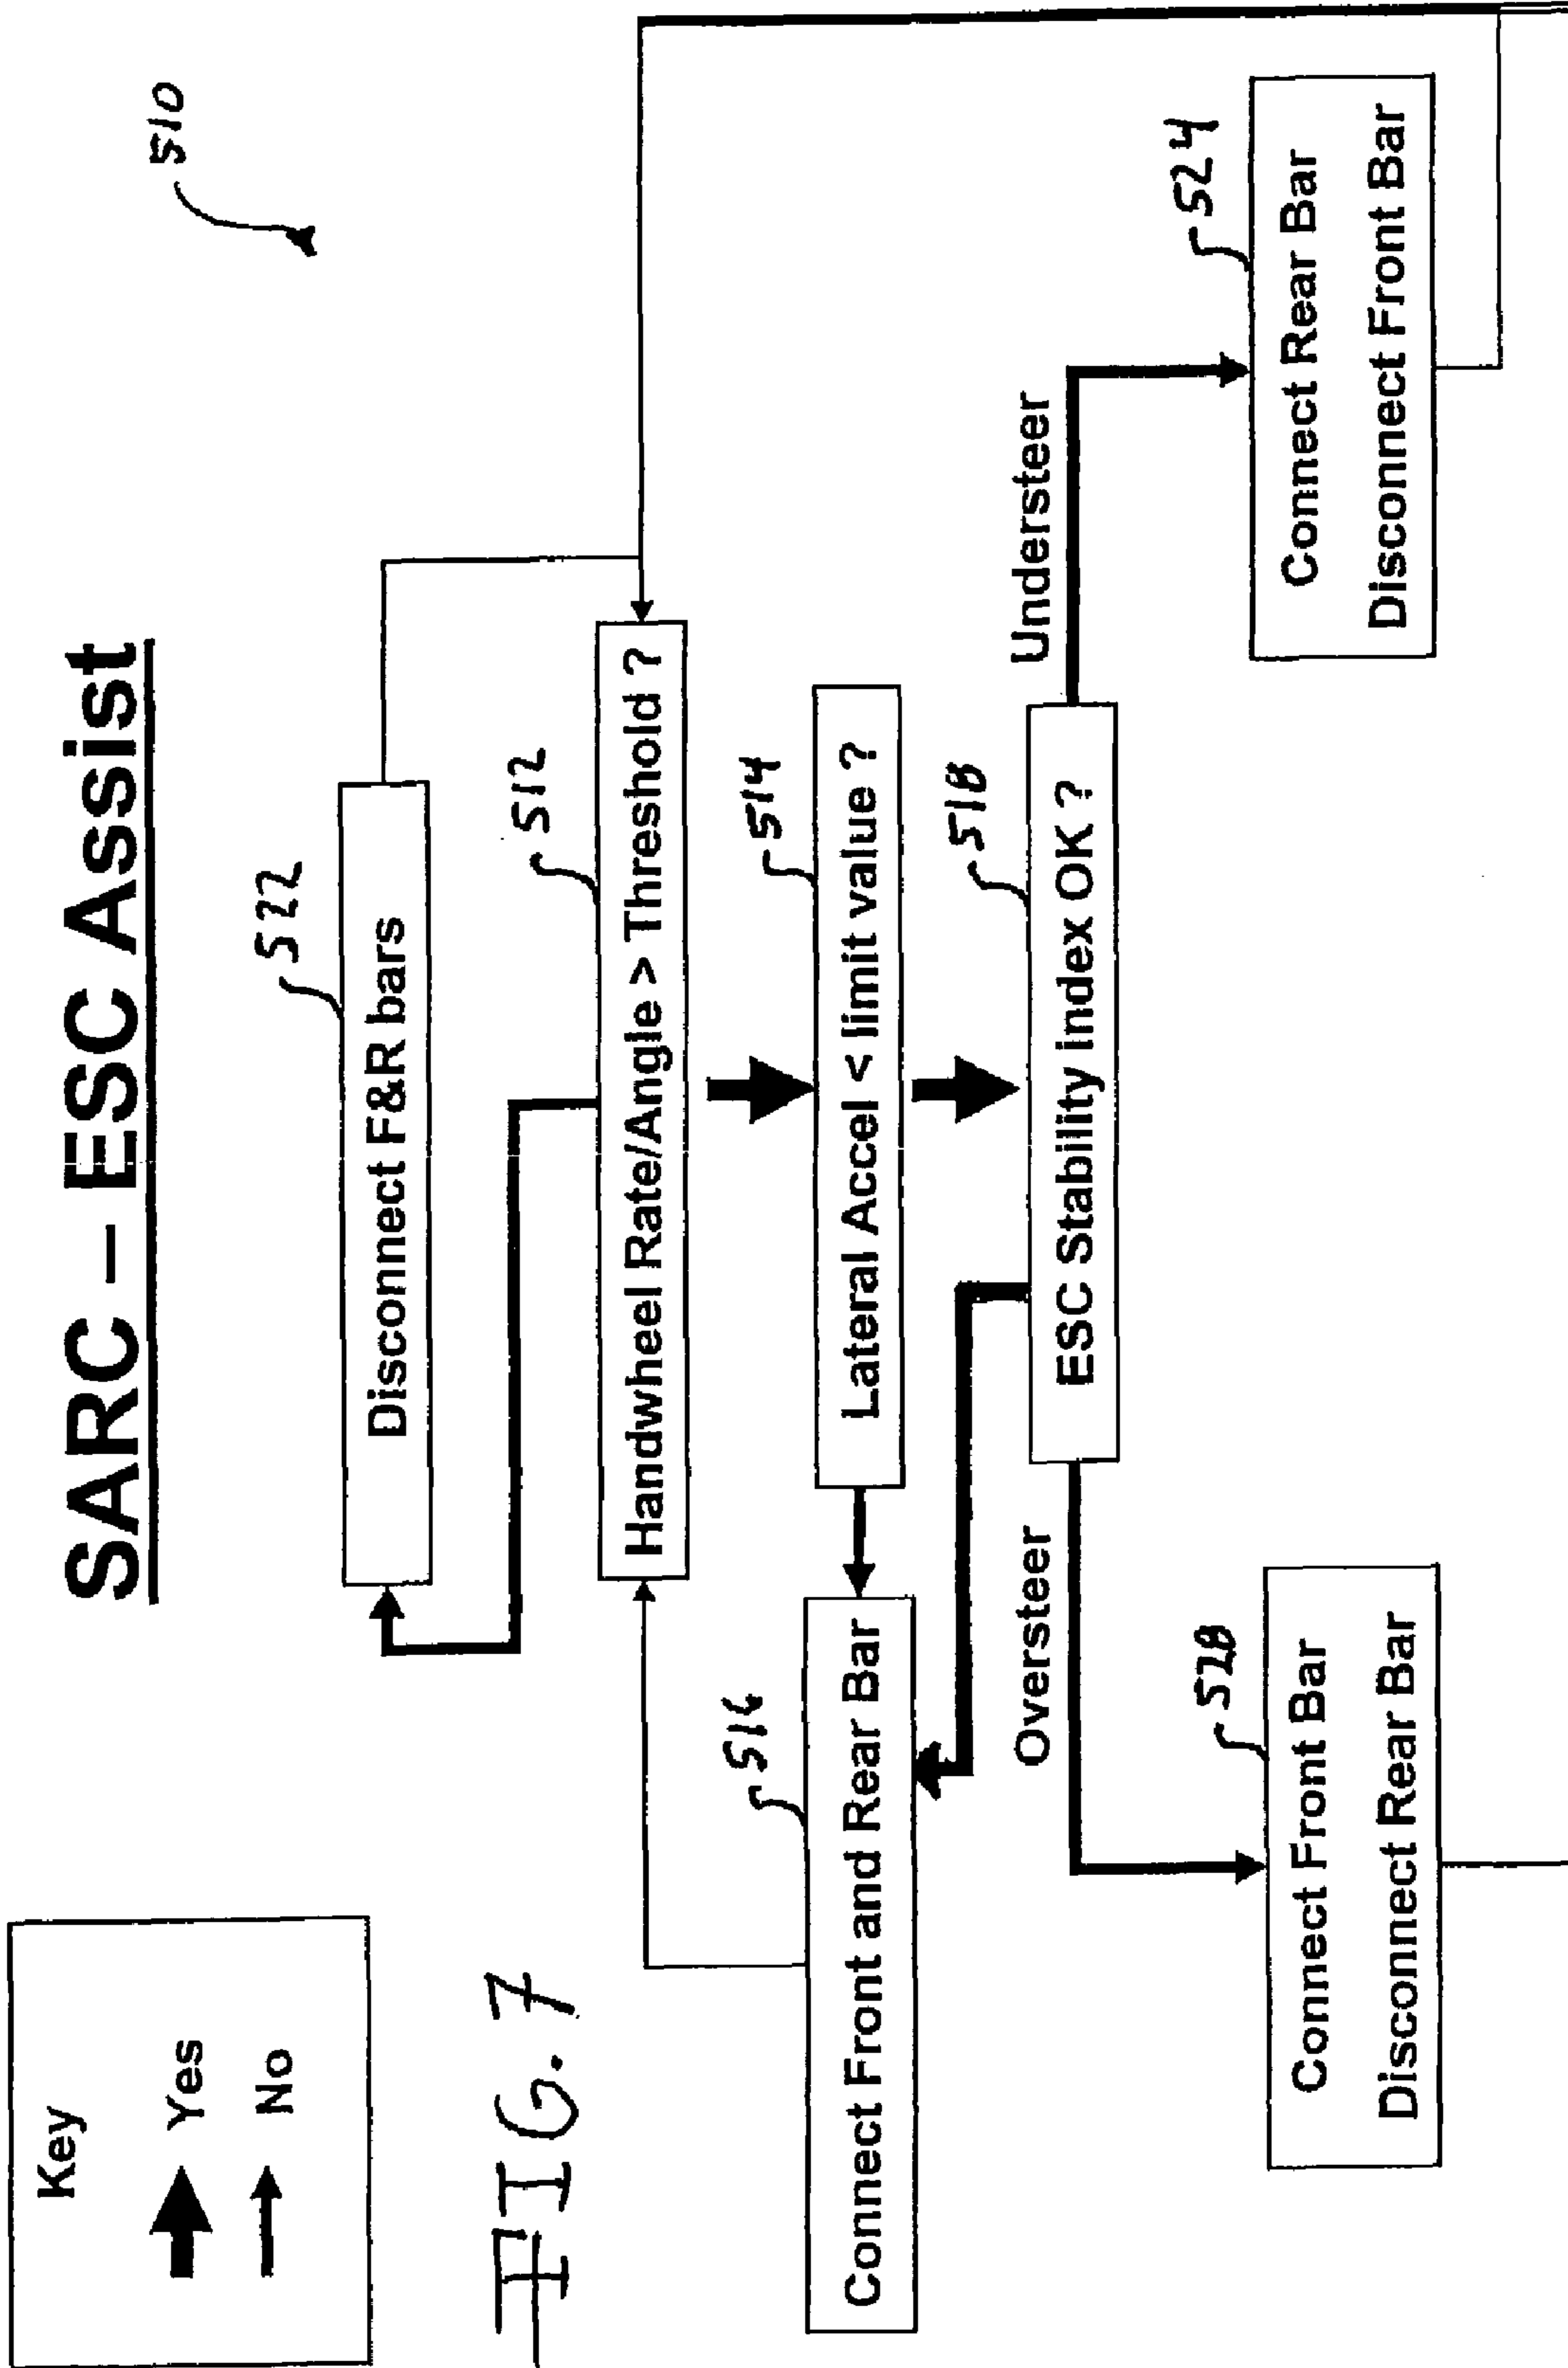 SARC – ESC Assist
510
Key
Yes
No
FIG. 7
522
Disconnect F&R bars
512
Handwheel Rate/Angle > Threshold ?
514
Lateral Accel < limit value ?
516
Connect Front and Rear Bar
518
ESC Stability index OK ?
Oversteer
Understeer
528
Connect Front Bar
Disconnect Rear Bar
524
Connect Rear Bar
Disconnect Front Bar